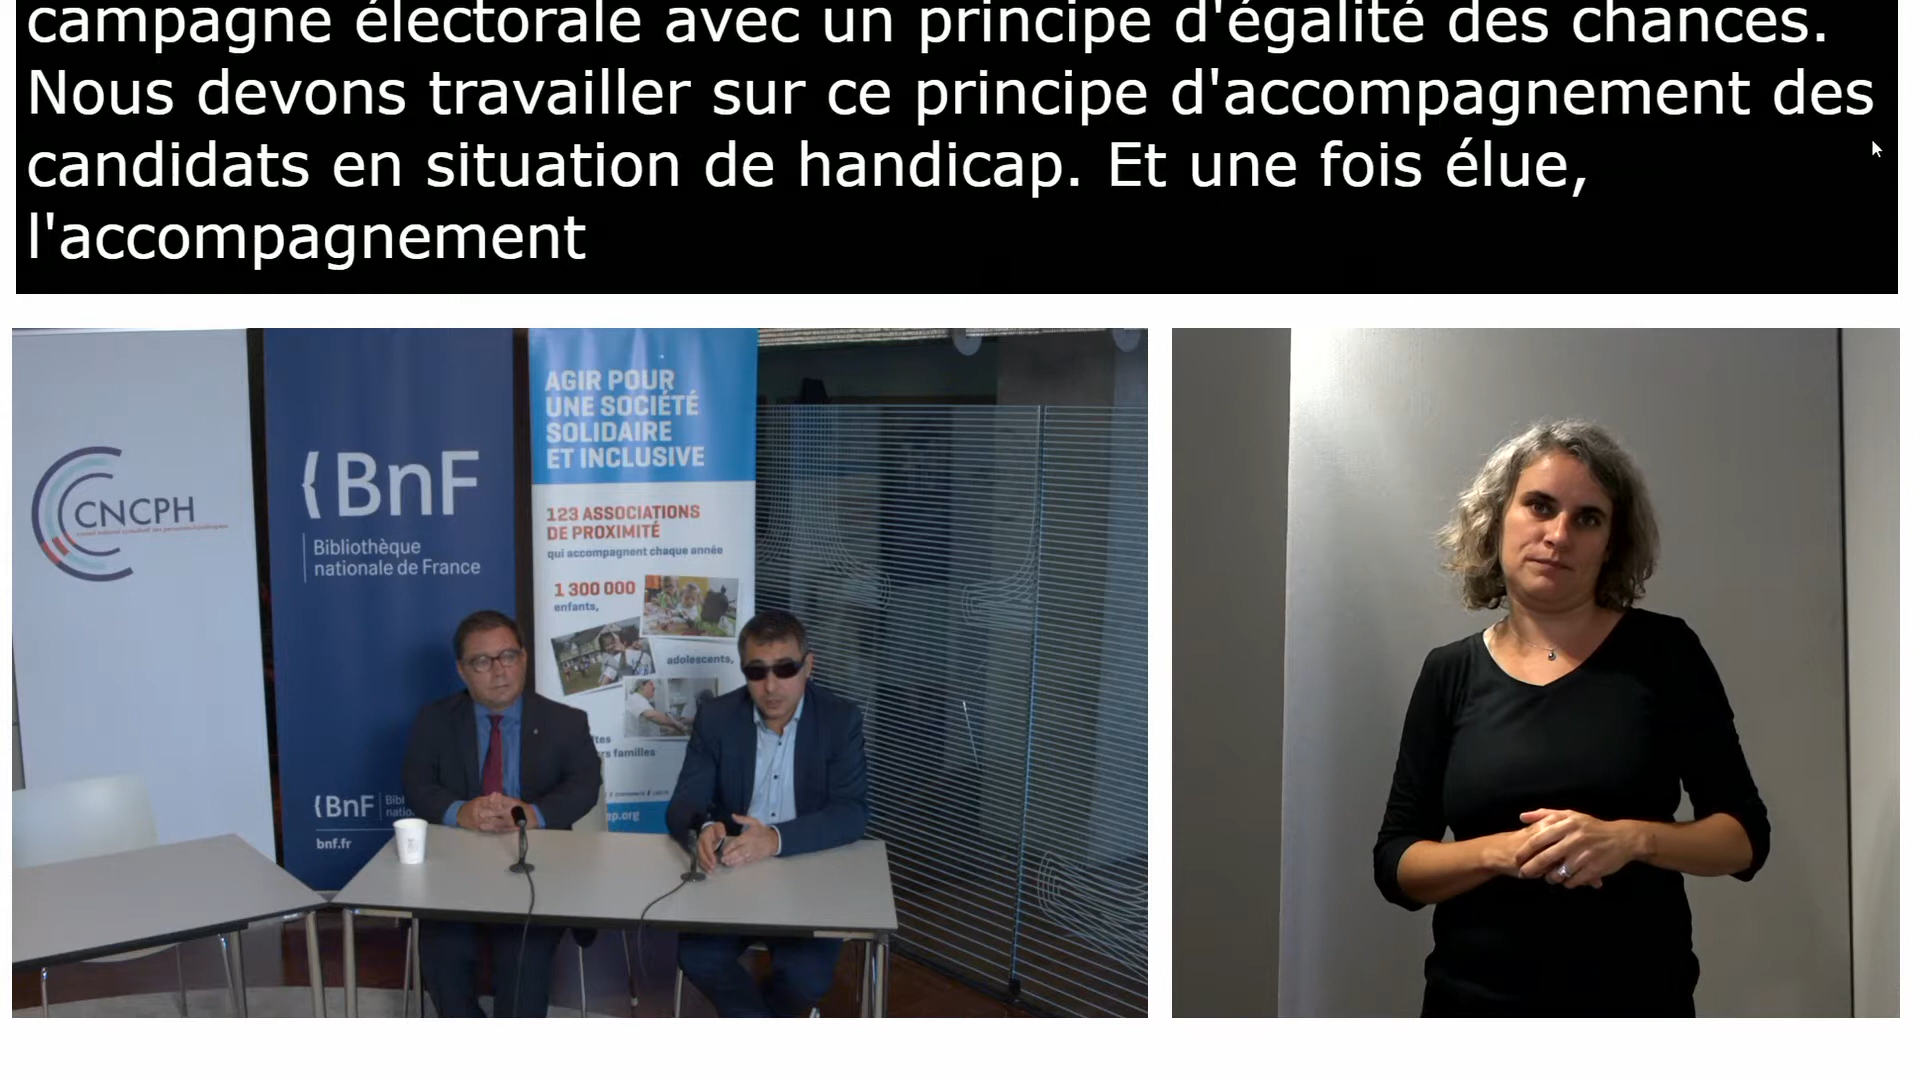 campagne électorale avec un principe d'égalité des chances.
Nous devons travailler sur ce principe d'accompagnement des
candidats en situation de handicap. Et une fois élue,
l'accompagnement
CNCPH
BnF
Bibliothèque
nationale de France
BnF
bnf.fr
AGIR POUR
UNE SOCIÉTÉ
SOLIDAIRE
ET INCLUSIVE
123 ASSOCIATIONS
DE PROXIMITÉ
qui accompagnent chaque année
1 300 000
enfants,
adolescents,
familles